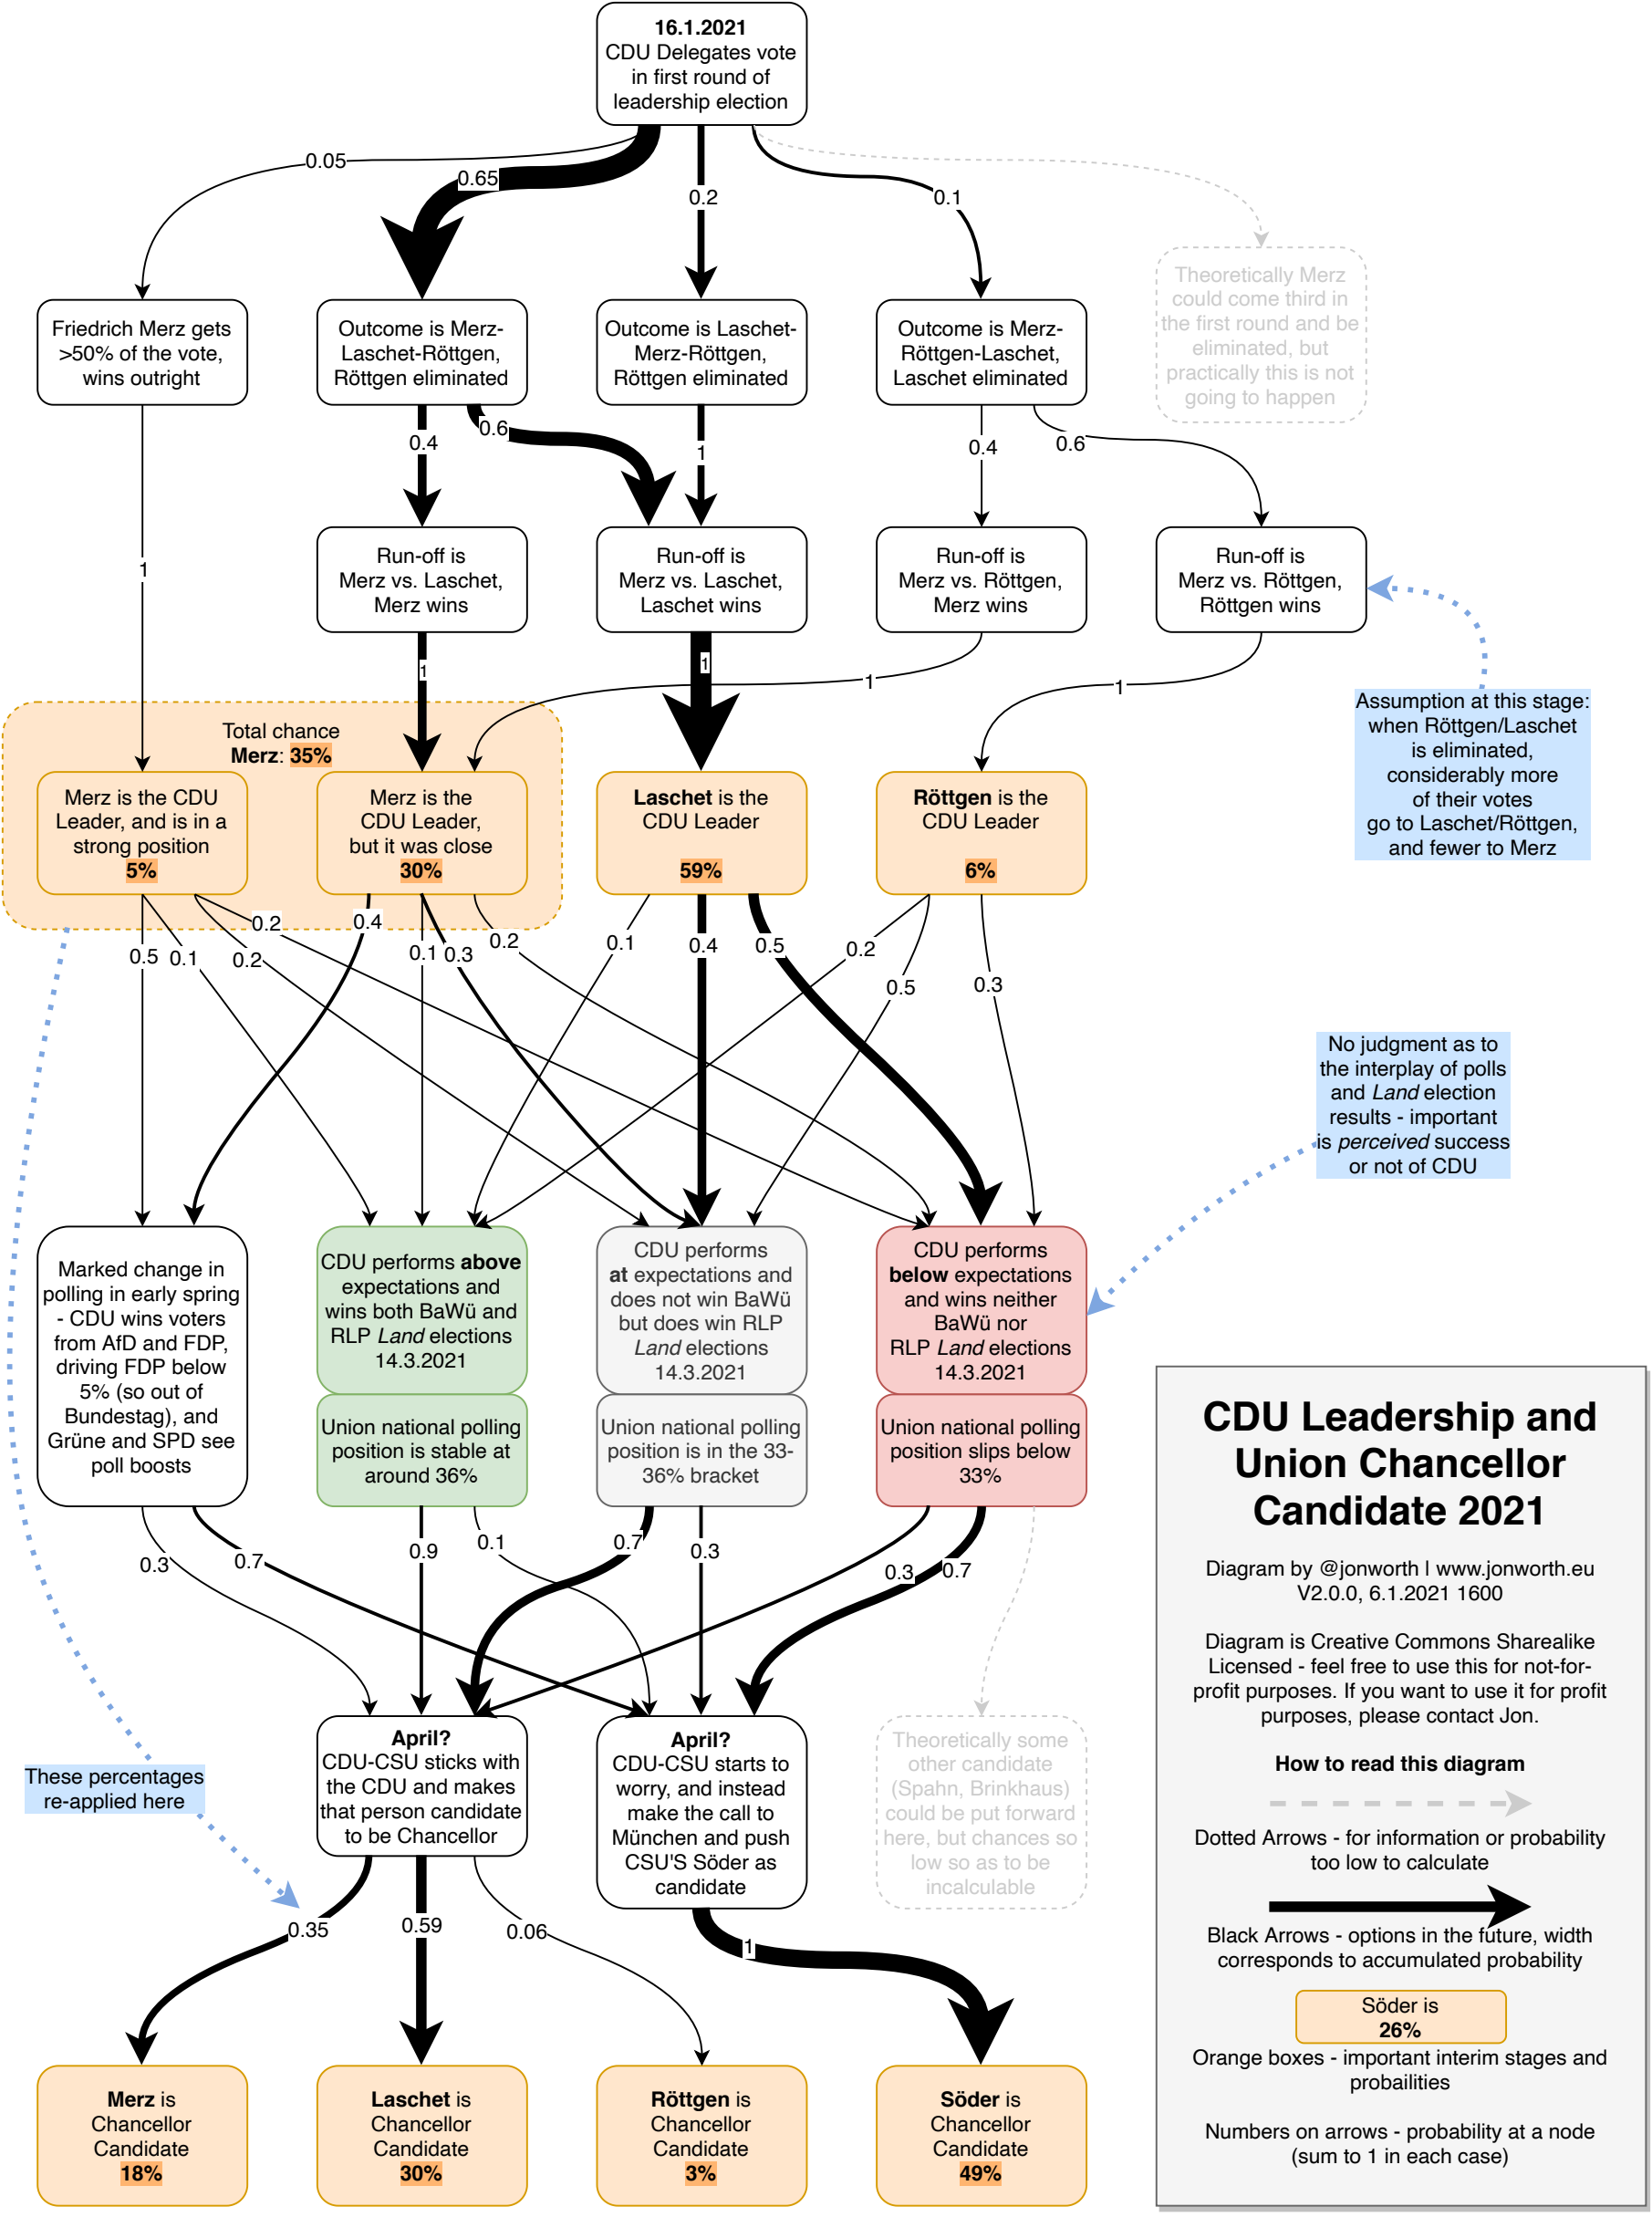 16.1.2021
CDU Delegates vote
in first round of
leadership election
0.05
0.65
0.2
0.1
Friedrich Merz gets
>50% of the vote,
wins outright
Outcome is Merz-
Laschet-Röttgen,
Röttgen eliminated
Outcome is Laschet-
Merz-Röttgen,
Röttgen eliminated
Outcome is Merz-
Röttgen-Laschet,
Laschet eliminated
Theoretically Merz
could come third in
the first round and be
eliminated, but
practically this is not
going to happen
0.4
0.6
1
0.4
0.6
1
Run-off is
Merz vs. Laschet,
Merz wins
Run-off is
Merz vs. Laschet,
Laschet wins
Run-off is
Merz vs. Röttgen,
Merz wins
Run-off is
Merz vs. Röttgen,
Röttgen wins
1
1
1
1
Assumption at this stage:
when Röttgen/Laschet
is eliminated,
considerably more
of their votes
go to Laschet/Röttgen,
and fewer to Merz
Total chance
Merz: 35%
Merz is the CDU
Leader, and is in a
strong position
5%
Merz is the
CDU Leader,
but it was close
30%
Laschet is the
CDU Leader
59%
Röttgen is the
CDU Leader
6%
0.5
0.1
0.2
0.2
0.4
0.1
0.3
0.2
0.1
0.4
0.5
0.2
0.5
0.3
No judgment as to
the interplay of polls
and Land election
results - important
is perceived success
or not of CDU
Marked change in
polling in early spring
- CDU wins voters
from AfD and FDP,
driving FDP below
5% (so out of
Bundestag), and
Grüne and SPD see
poll boosts
CDU performs above
expectations and
wins both BaWü and
RLP Land elections
14.3.2021
Union national polling
position is stable at
around 36%
CDU performs
at expectations and
does not win BaWü
but does win RLP
Land elections
14.3.2021
Union national polling
position is in the 33-
36% bracket
CDU performs
below expectations
and wins neither
BaWü nor
RLP Land elections
14.3.2021
Union national polling
position slips below
33%
0.3
0.7
0.9
0.1
0.7
0.3
0.3
0.7
These percentages
re-applied here
April?
CDU-CSU sticks with
the CDU and makes
that person candidate
to be Chancellor
April?
CDU-CSU starts to
worry, and instead
make the call to
München and push
CSU'S Söder as
candidate
Theoretically some
other candidate
(Spahn, Brinkhaus)
could be put forward
here, but chances so
low so as to be
incalculable
0.35
0.59
0.06
1
Merz is
Chancellor
Candidate
18%
Laschet is
Chancellor
Candidate
30%
Röttgen is
Chancellor
Candidate
3%
Söder is
Chancellor
Candidate
49%
CDU Leadership and
Union Chancellor
Candidate 2021
Diagram by @jonworth | www.jonworth.eu
V2.0.0, 6.1.2021 1600
Diagram is Creative Commons Sharealike
Licensed - feel free to use this for not-for-
profit purposes. If you want to use it for profit
purposes, please contact Jon.
How to read this diagram
Dotted Arrows - for information or probability
too low to calculate
Black Arrows - options in the future, width
corresponds to accumulated probability
Söder is
26%
Orange boxes - important interim stages and
probailities
Numbers on arrows - probability at a node
(sum to 1 in each case)